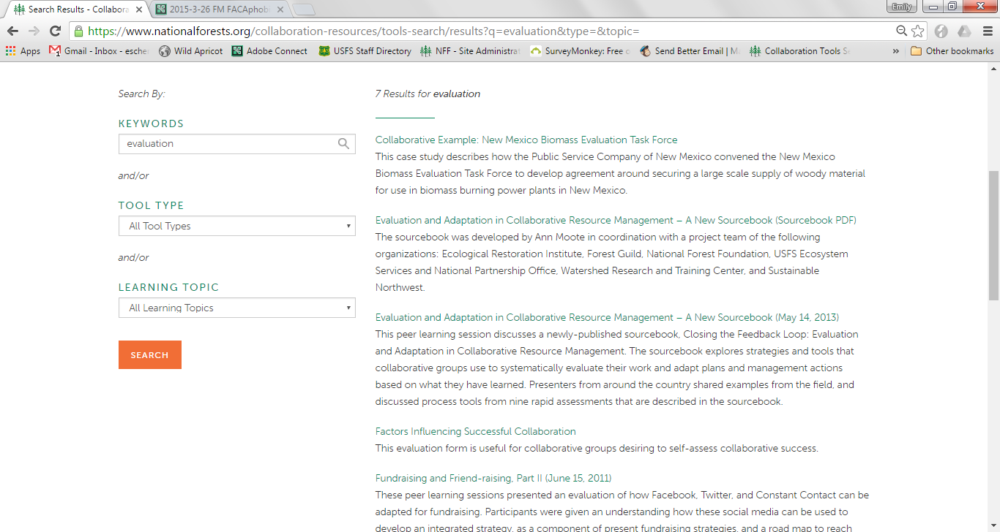 Search Results - Collabora
2015-3-26 FM FACAphob
Emily
https://www.nationalforests.org/collaboration-resources/tools-search/results?q=evaluation&type=&topic=
Apps
Gmail - Inbox - esche
Wild Apricot
Adobe Connect
USFS Staff Directory
NFF - Site Administrat
SurveyMonkey: Free o
Send Better Email | M
Collaboration Tools S
»
Other bookmarks
Search By:
KEYWORDS
evaluation
and/or
TOOL TYPE
All Tool Types
and/or
LEARNING TOPIC
All Learning Topics
SEARCH
7 Results for evaluation
Collaborative Example: New Mexico Biomass Evaluation Task Force
This case study describes how the Public Service Company of New Mexico convened the New Mexico
Biomass Evaluation Task Force to develop agreement around securing a large scale supply of woody material
for use in biomass burning power plants in New Mexico.
Evaluation and Adaptation in Collaborative Resource Management – A New Sourcebook (Sourcebook PDF)
The sourcebook was developed by Ann Moote in coordination with a project team of the following
organizations: Ecological Restoration Institute, Forest Guild, National Forest Foundation, USFS Ecosystem
Services and National Partnership Office, Watershed Research and Training Center, and Sustainable
Northwest.
Evaluation and Adaptation in Collaborative Resource Management – A New Sourcebook (May 14, 2013)
This peer learning session discusses a newly-published sourcebook, Closing the Feedback Loop: Evaluation
and Adaptation in Collaborative Resource Management. The sourcebook explores strategies and tools that
collaborative groups use to systematically evaluate their work and adapt plans and management actions
based on what they have learned. Presenters from around the country shared examples from the field, and
discussed process tools from nine rapid assessments that are described in the sourcebook.
Factors Influencing Successful Collaboration
This evaluation form is useful for collaborative groups desiring to self-assess collaborative success.
Fundraising and Friend-raising, Part II (June 15, 2011)
These peer learning sessions presented an evaluation of how Facebook, Twitter, and Constant Contact can be
adapted for fundraising. Participants were given an understanding how these social media can be used to
develop an integrated strategy, as a component of present fundraising strategies, and a road map to reach